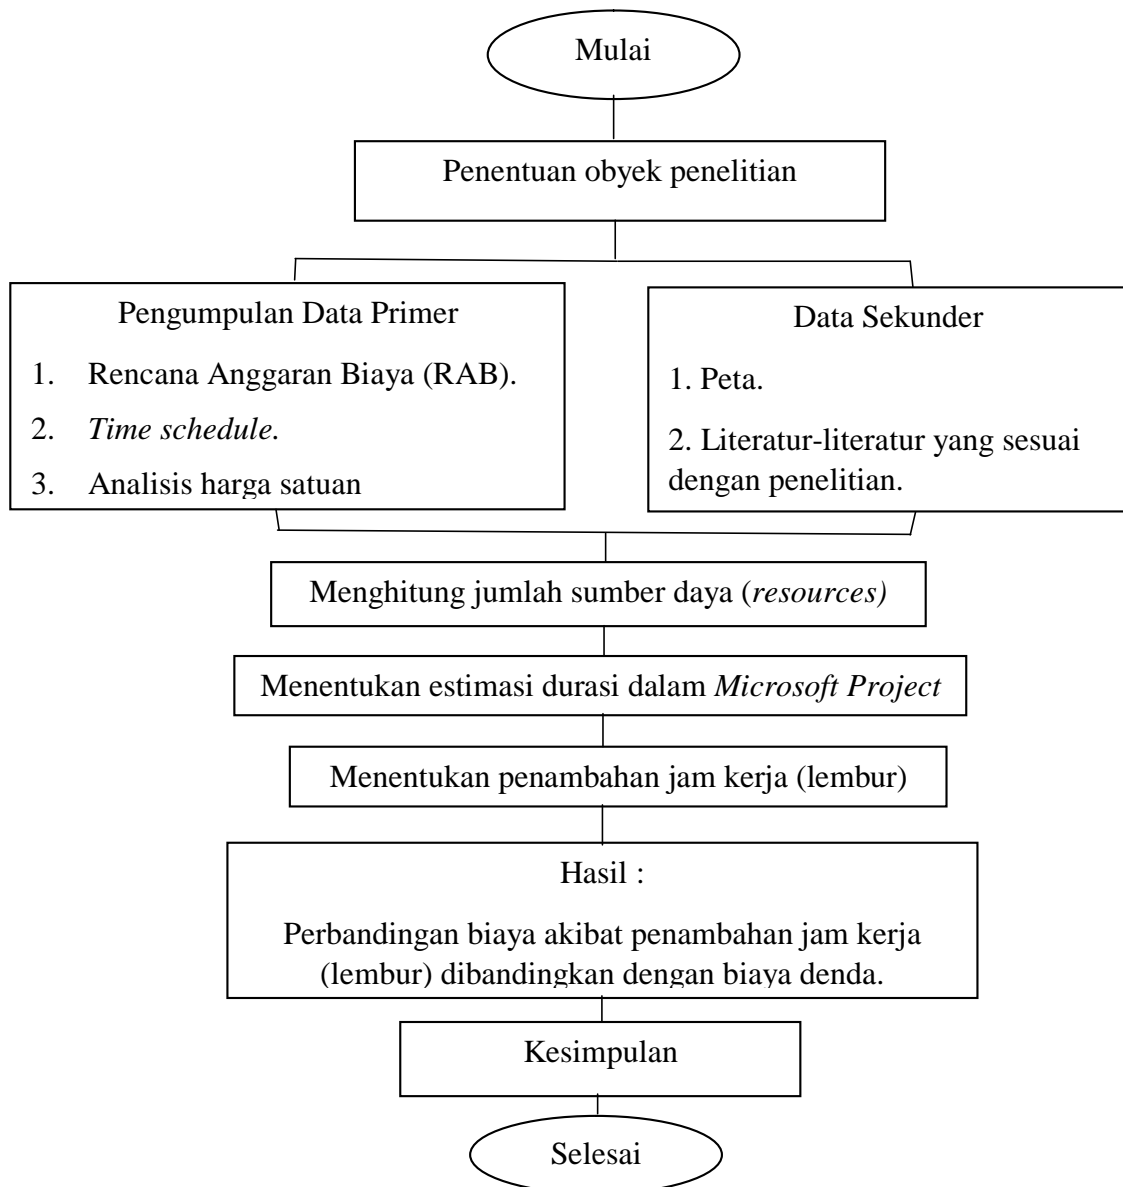 Mulai
Penentuan obyek penelitian
Pengumpulan Data Primer
1. Rencana Anggaran Biaya (RAB).
2. Time schedule.
3. Analisis harga satuan
Data Sekunder
1. Peta.
2. Literatur-literatur yang sesuai
dengan penelitian.
Menghitung jumlah sumber daya (resources)
Menentukan estimasi durasi dalam Microsoft Project
Menentukan penambahan jam kerja (lembur)
Hasil :
Perbandingan biaya akibat penambahan jam kerja
(lembur) dibandingkan dengan biaya denda.
Kesimpulan
Selesai